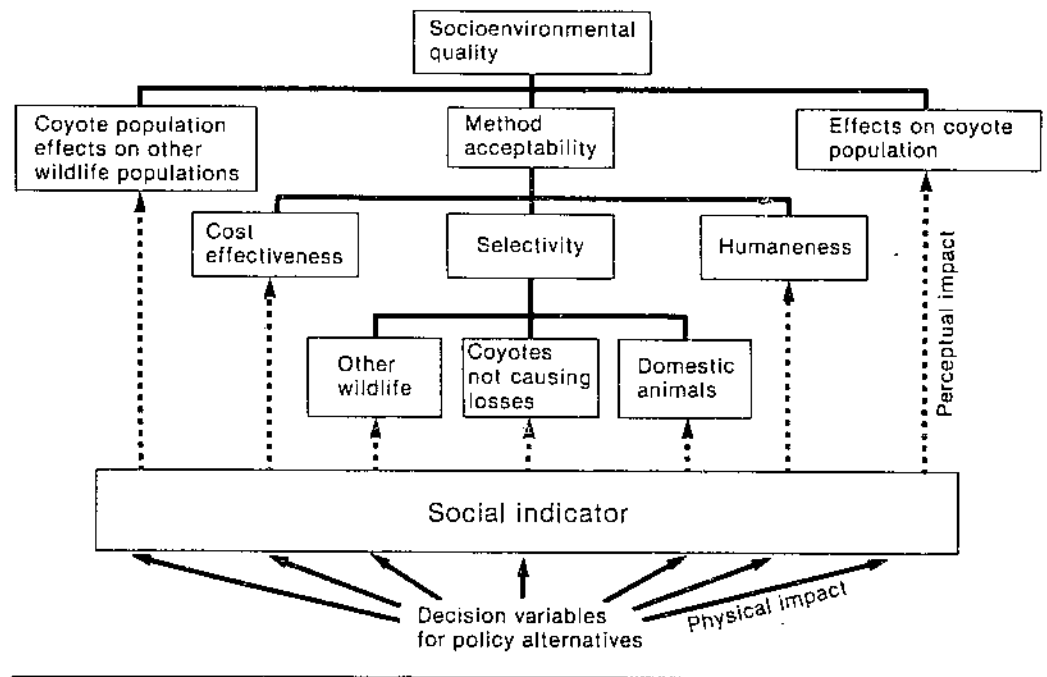 Socioenvironmental
quality
Coyote population
effects on other
wildlife populations
Method
acceptability
Effects on coyote
population
Cost
effectiveness
Selectivity
Humaneness
Other
wildlife
Coyotes
not causing
losses
Domestic
animals
Perceptual impact
Social indicator
Decision variables
for policy alternatives
Physical impact